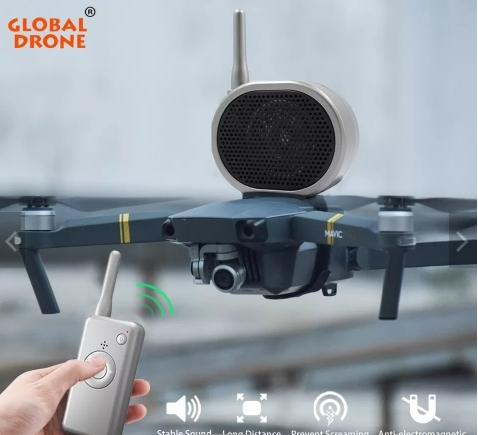 GLOBAL ®
DRONE
MAVIC
Stable Sound
Long Distance
Prevent Screaming
Anti-electromagnetic